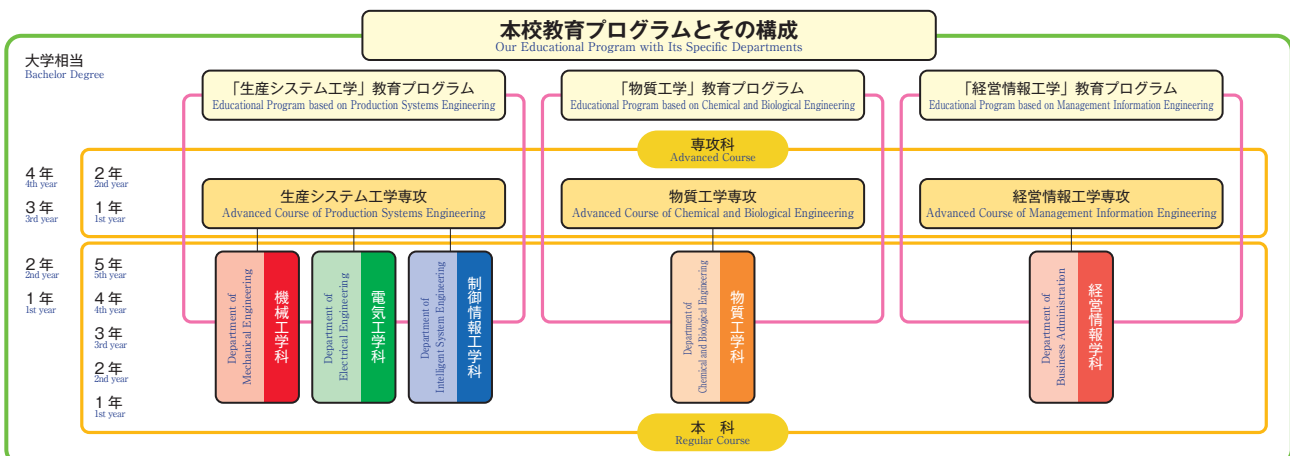 本校教育プログラムとその構成
Our Educational Program with Its Specific Departments
大学相当
Bachelor Degree
「生産システム工学」教育プログラム
Educational Program based on Production Systems Engineering
「物質工学」教育プログラム
Educational Program based on Chemical and Biological Engineering
「経営情報工学」教育プログラム
Educational Program based on Management Information Engineering
専攻科
Advanced Course
4年
4th year
2年
2nd year
3年
3rd year
1年
1st year
生産システム工学専攻
Advanced Course of Production Systems Engineering
物質工学専攻
Advanced Course of Chemical and Biological Engineering
経営情報工学専攻
Advanced Course of Management Information Engineering
2年
2nd year
5年
5th year
1年
1st year
4年
4th year
3年
3rd year
2年
2nd year
1年
1st year
Department of
Mechanical Engineering
機械工学科
Department of
Electrical Engineering
電気工学科
Department of
Intelligent System Engineering
制御情報工学科
Department of
Chemical and Biological Engineering
物質工学科
Department of
Business Administration
経営情報学科
本　科
Regular Course